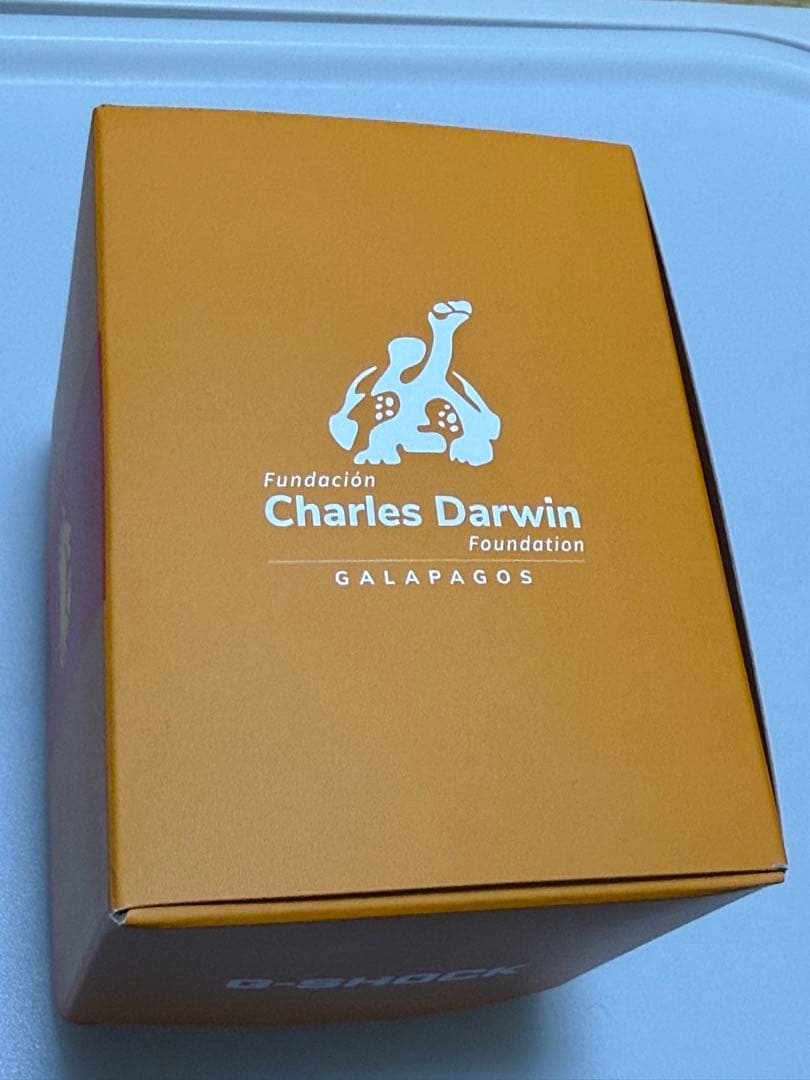 Fundación
Charles Darwin
Foundation
GALAPAGOS
G-SHOCK